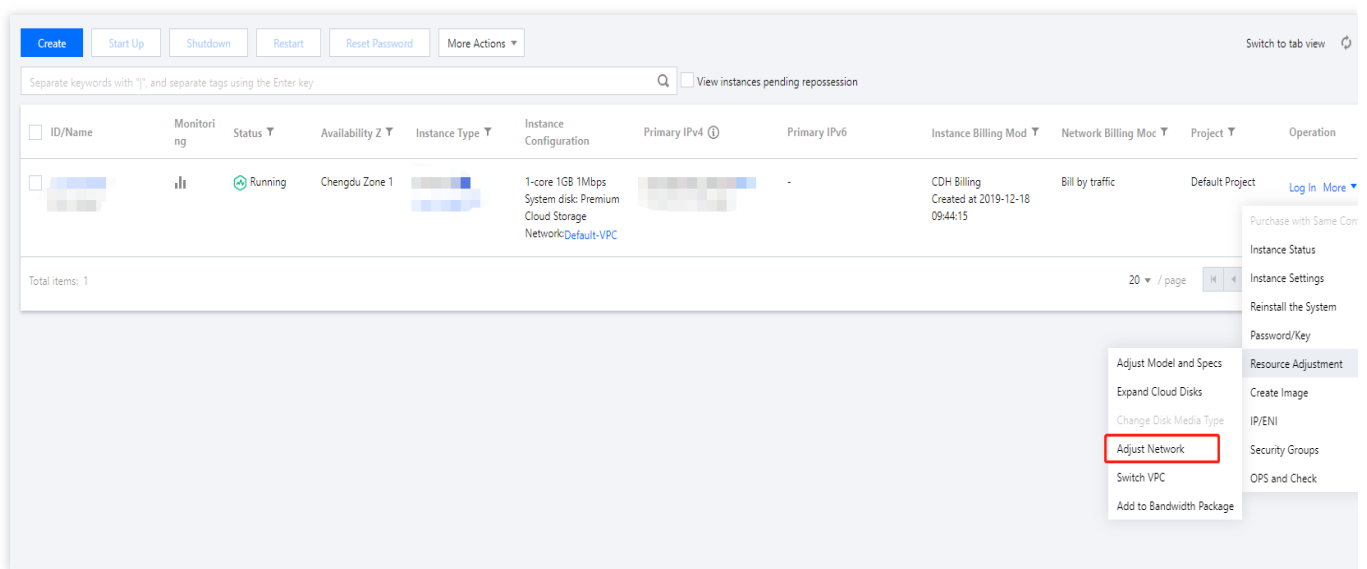 Create Start Up Shutdown Restart Reset Password More Actions Switch to tab view
Separate keywords with "|", and separate tags using the Enter key View instances pending repossession
ID/Name Monitori Status Availability Z Instance Type Instance Primary IPv4 Primary IPv6 Instance Billing Mod Network Billing Moc Project Operation
ng Configuration
Running Chengdu Zone 1 1-core 1GB 1Mbps - CDH Billing Bill by traffic Default Project Log In More
System disk: Premium Created at 2019-12-18
Cloud Storage 09:44:15
Network:Default-VPC
Purchase with Same Con
Instance Status
Total items: 1 20 / page Instance Settings
Reinstall the System
Password/Key
Adjust Model and Specs Resource Adjustment
Expand Cloud Disks Create Image
Change Disk Media Type IP/ENI
Adjust Network Security Groups
Switch VPC OPS and Check
Add to Bandwidth Package